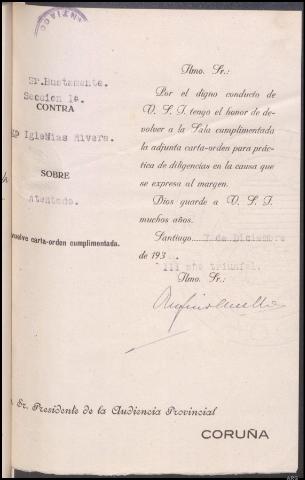 SANTIAGO
Sr.Bustamante.
Seccion 1ª.
CONTRA
Iglesias Rivera.
SOBRE
Atentado.
vuelve carta-orden cumplimentada.
Ilmo. Sr.:
Por el digno conducto de
V. S. I. tengo el honor de de-
volver a la Sala cumplimentada
la adjunta carta-orden para prác-
tica de diligencias en la causa que
se expresa al margen.
Dios guarde a V. S. I.
muchos años.
Santiago 7 de Diciembre
de 193
III año triunfal.
Ilmo. Sr.:
Sr. Presidente de la Audiencia Provincial
CORUÑA